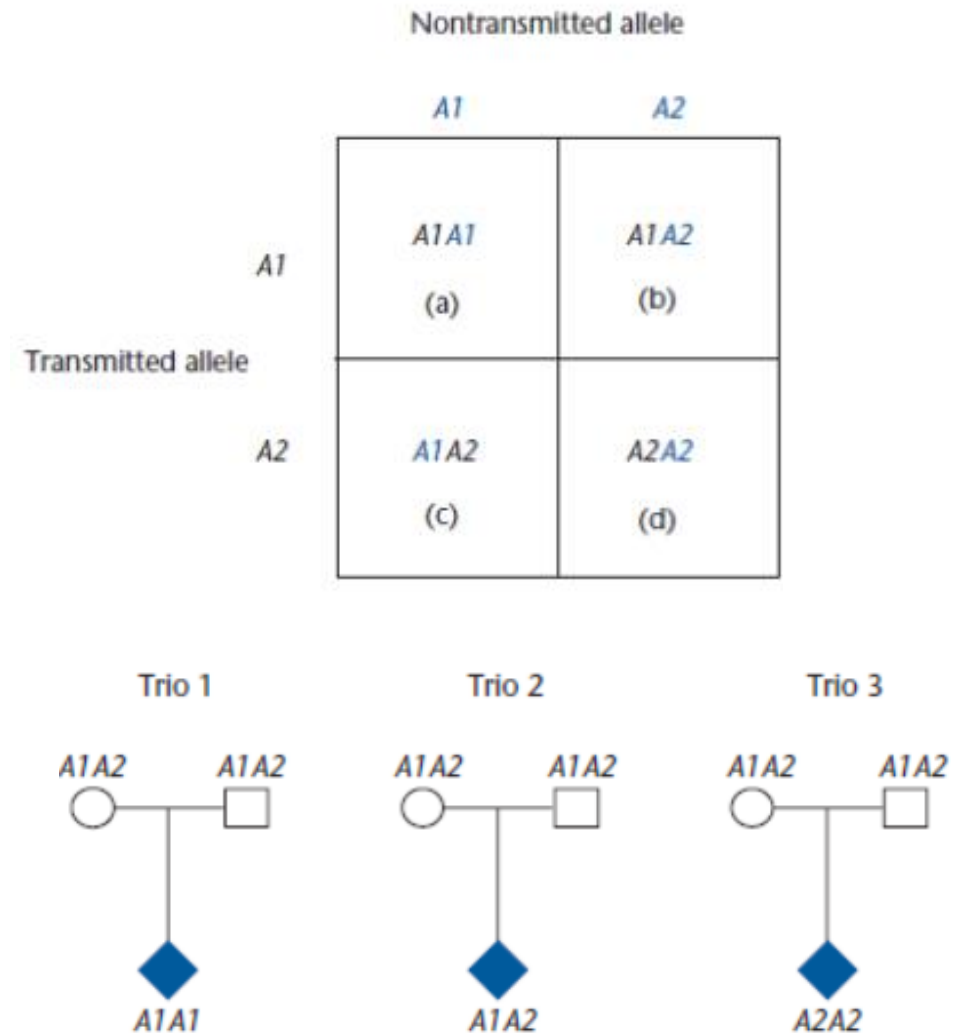 Nontransmitted allele
A1 A2
A1A1 A1A2
A1
(a) (b)
Transmitted allele
A2 A1A2 A2A2
(c) (d)
Trio 1 Trio 2 Trio 3
A1A2 A1A2 A1A2 A1A2 A1A2 A1A2
A1A1 A1A2 A2A2